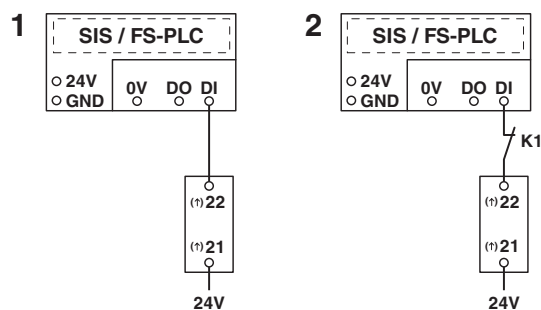 1
SIS / FS-PLC
24V
GND
0V DO DI
(↑) 22
(↑) 21
24V
2
SIS / FS-PLC
24V
GND
0V DO DI
K1
(↑) 22
(↑) 21
24V